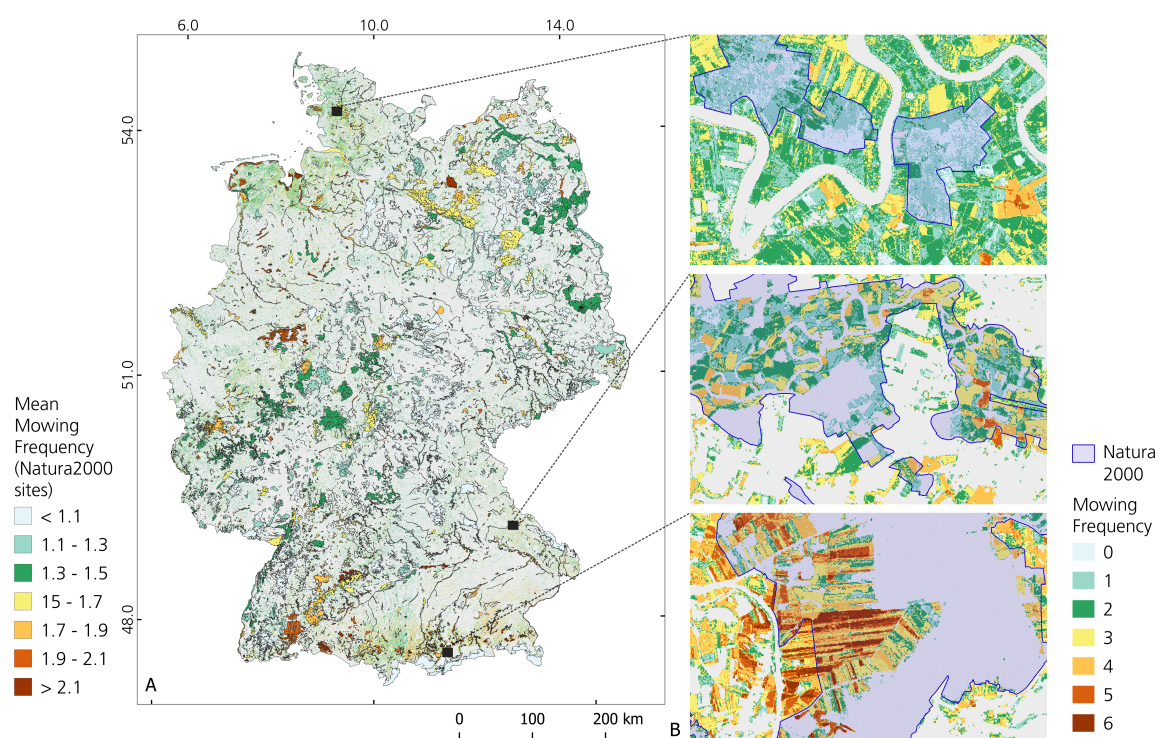 6.0
10.0
14.0
54.0
51.0
48.0
Mean
Mowing
Frequency
(Natura2000
sites)
< 1.1
1.1 - 1.3
1.3 - 1.5
15 - 1.7
1.7 - 1.9
1.9 - 2.1
> 2.1
A
0
100
200 km
B
Natura
2000
Mowing
Frequency
0
1
2
3
4
5
6